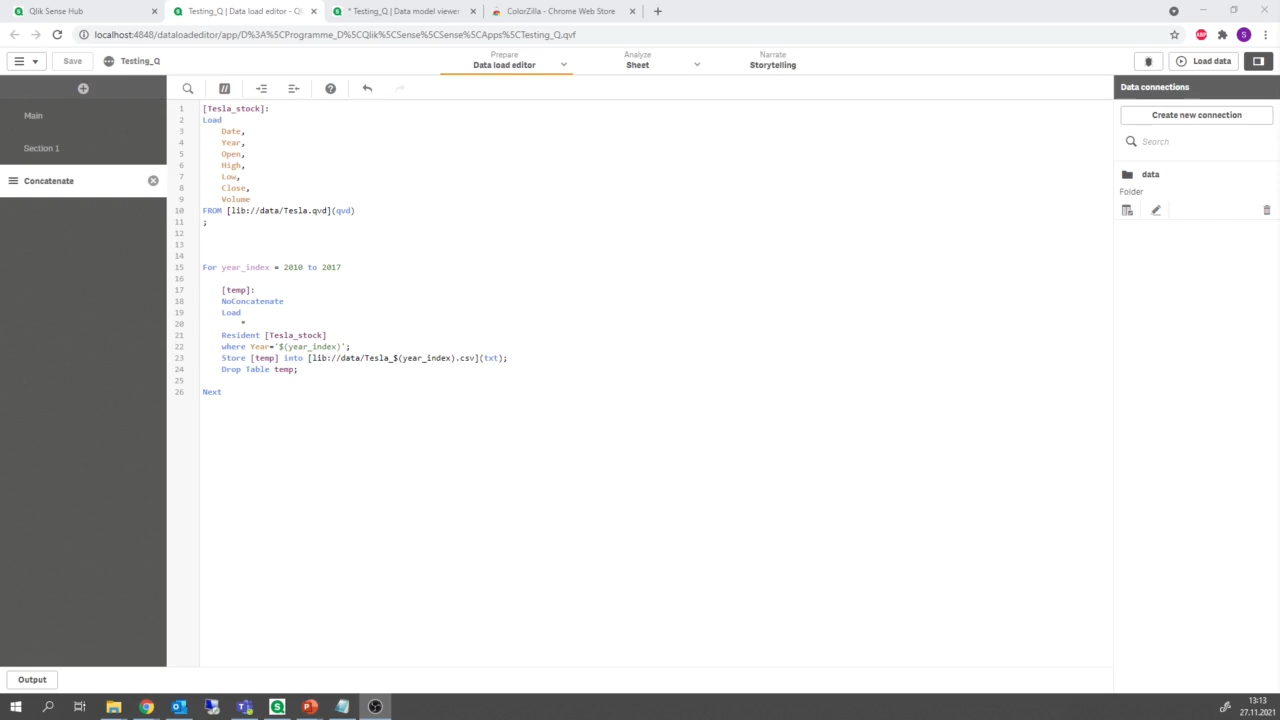 Qlik Sense Hub
Testing_Q | Data load editor - Ql
* Testing_Q | Data model viewer
ColorZilla - Chrome Web Store
localhost:4848/dataloadeditor/app/D%3A%5CProgramme_D%5CQlik%5CSense%5CSense%5CApps%5CTesting_Q.qvf
ABP
S
Save
Testing_Q
Prepare
Data load editor
Analyze
Sheet
Narrate
Storytelling
Load data
Main
Section 1
Concatenate
1 [Tesla_stock]:
2 Load
3 Date,
4 Year,
5 Open,
6 High,
7 Low,
8 Close,
9 Volume
10 FROM [lib://data/Tesla.qvd](qvd)
11 ;
12
13
14
15 For year_index = 2010 to 2017
16
17 [temp]:
18 NoConcatenate
19 Load
20 *
21 Resident [Tesla_stock]
22 where Year='$(year_index)';
23 Store [temp] into [lib://data/Tesla_$(year_index).csv](txt);
24 Drop Table temp;
25
26 Next
Data connections
Create new connection
Search
data
Folder
Output
13:13
27.11.2021